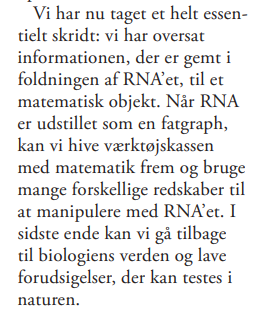 Vi har nu taget et helt essen-
tielt skridt: vi har oversat
informationen, der er gemt i
foldningen af RNA’et, til et
matematisk objekt. Når RNA
er udstillet som en fatgraph,
kan vi hive værktøjskassen
med matematik frem og bruge
mange forskellige redskaber til
at manipulere med RNA’et. I
sidste ende kan vi gå tilbage
til biologiens verden og lave
forudsigelser, der kan testes i
naturen.